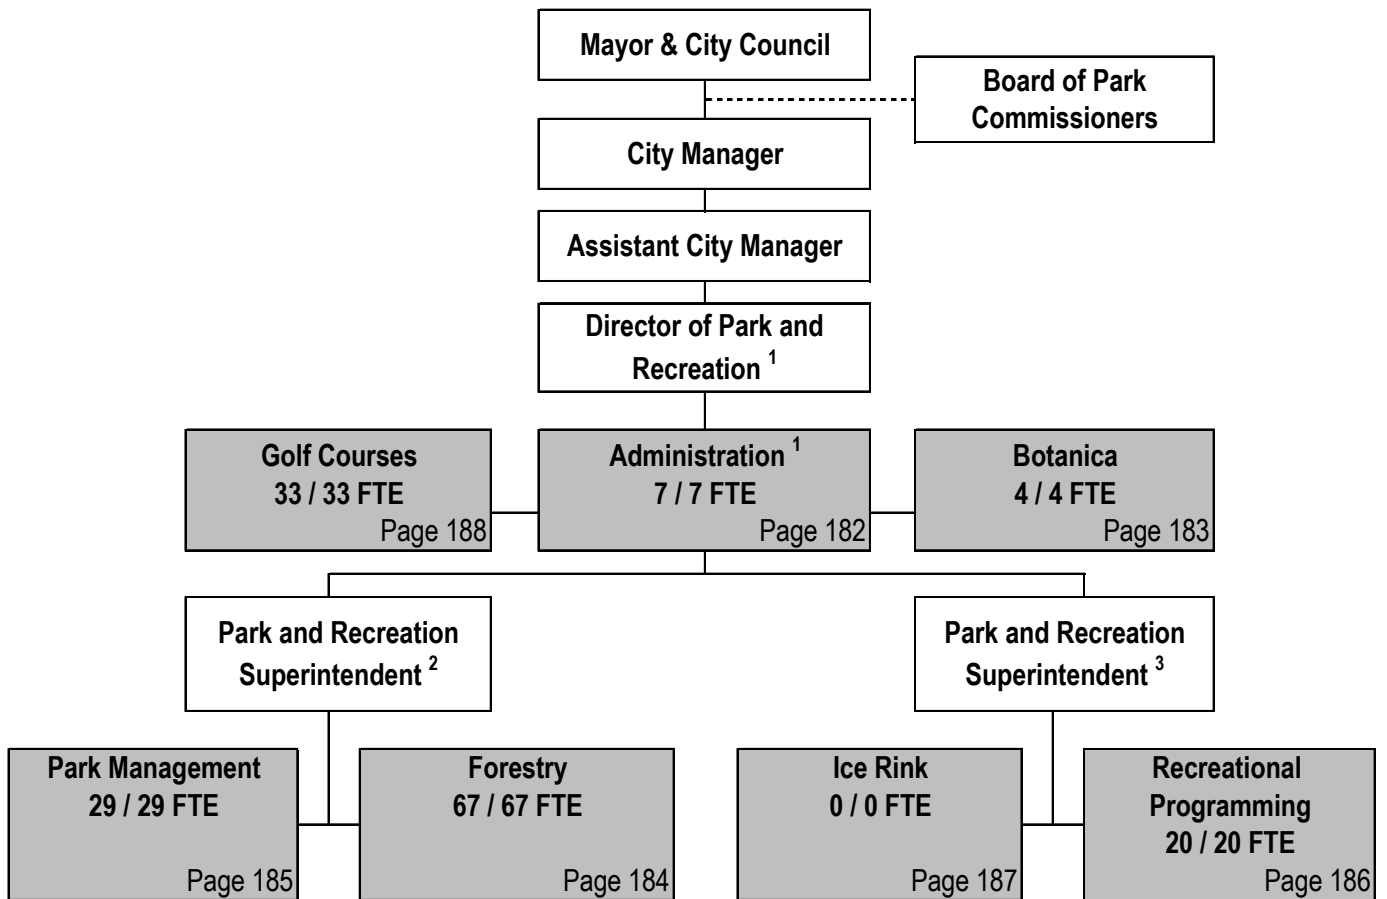 Mayor & City Council
Board of Park
Commissioners
City Manager
Assistant City Manager
Director of Park and
Recreation 1
Golf Courses
33 / 33 FTE
Page 188
Administration 1
7 / 7 FTE
Page 182
Botanica
4 / 4 FTE
Page 183
Park and Recreation
Superintendent 2
Park and Recreation
Superintendent 3
Park Management
29 / 29 FTE
Page 185
Forestry
67 / 67 FTE
Page 184
Ice Rink
0 / 0 FTE
Page 187
Recreational
Programming
20 / 20 FTE
Page 186